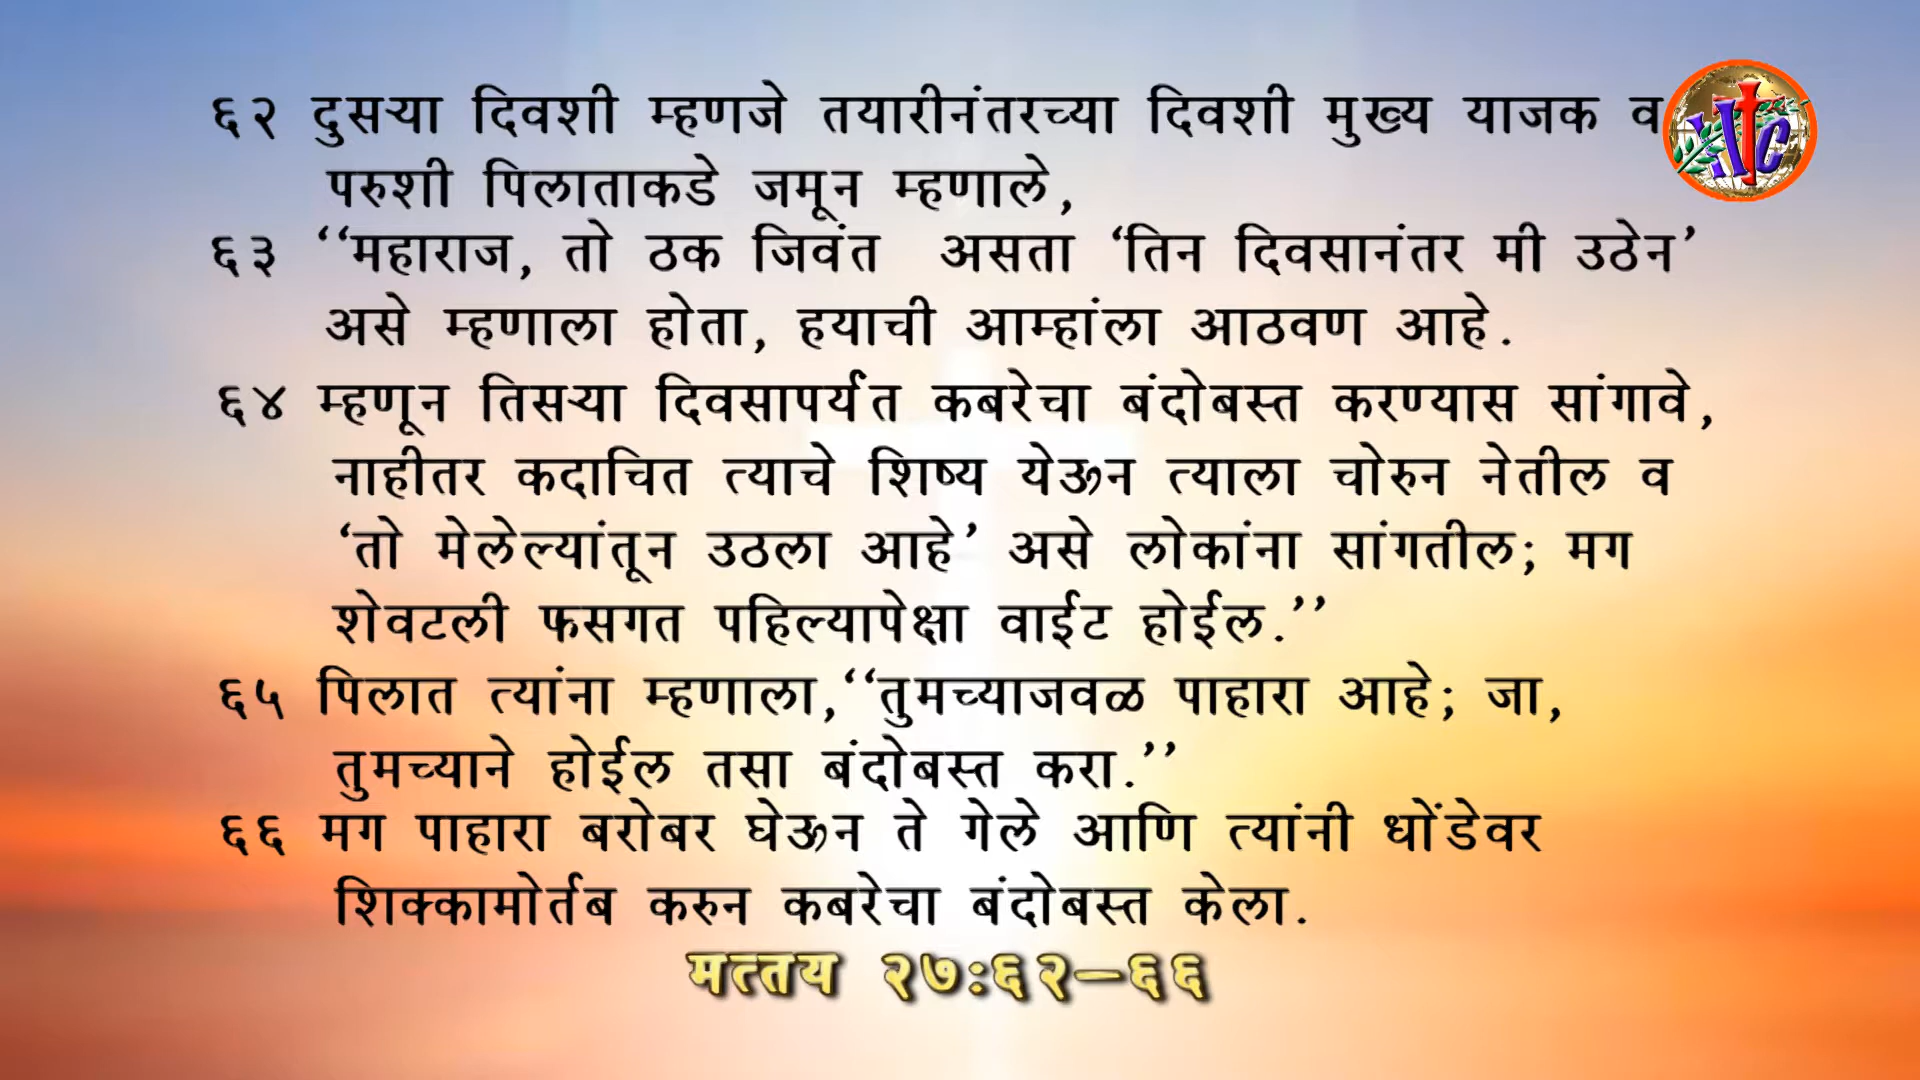 ६२ दुसऱ्या दिवशी म्हणजे तयारीनंतरच्या दिवशी मुख्य याजक व
परुशी पिलाताकडे जमून म्हणाले,
६३ ‘‘महाराज, तो ठक जिवंत असता ‘तिन दिवसानंतर मी उठेन’
असे म्हणाला होता, हयाची आम्हांला आठवण आहे.
६४ म्हणून तिसऱ्या दिवसापर्यंत कबरेचा बंदोबस्त करण्यास सांगावे,
नाहीतर कदाचित त्याचे शिष्य येऊन त्याला चोरुन नेतील व
‘तो मेलेल्यांतून उठला आहे’ असे लोकांना सांगतील; मग
शेवटली फसगत पहिल्यापेक्षा वाईट होईल.’’
६५ पिलात त्यांना म्हणाला,‘‘तुमच्याजवळ पाहारा आहे; जा,
तुमच्याने होईल तसा बंदोबस्त करा.’’
६६ मग पाहारा बरोबर घेऊन ते गेले आणि त्यांनी धोंडेवर
शिक्कामोर्तब करुन कबरेचा बंदोबस्त केला.
मत्तय २७:६२–६६